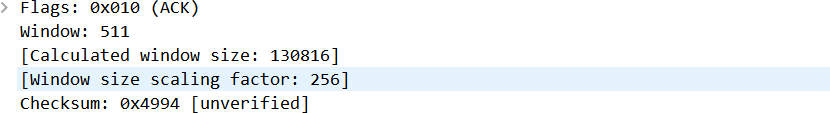 Flags: 0x010 (ACK)
Window: 511
[Calculated window size: 130816]
[Window size scaling factor: 256]
Checksum: 0x4994 [unverified]